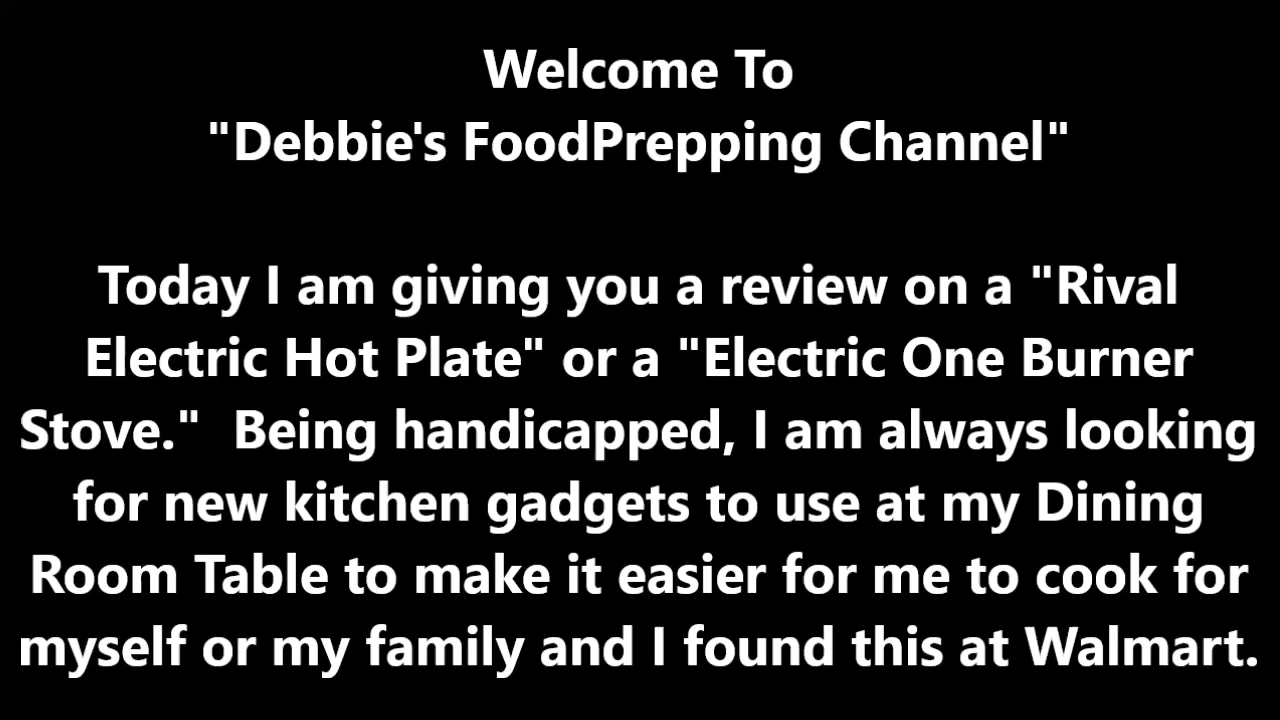 Welcome To
"Debbie's FoodPrepping Channel"
Today I am giving you a review on a "Rival
Electric Hot Plate" or a "Electric One Burner
Stove."  Being handicapped, I am always looking
for new kitchen gadgets to use at my Dining
Room Table to make it easier for me to cook for
myself or my family and I found this at Walmart.